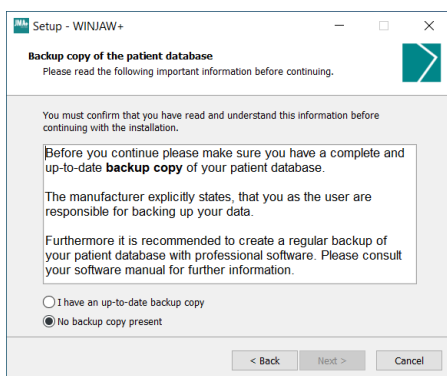 JMA
Setup - WINJAW+
Backup copy of the patient database
Please read the following important information before continuing.
You must confirm that you have read and understand this information before
continuing with the installation.
Before you continue please make sure you have a complete and
up-to-date backup copy of your patient database.
The manufacturer explicitly states, that you as the user are
responsible for backing up your data.
Furthermore it is recommended to create a regular backup of
your patient database with professional software. Please consult
your software manual for further information.
I have an up-to-date backup copy
No backup copy present
< Back
Next >
Cancel